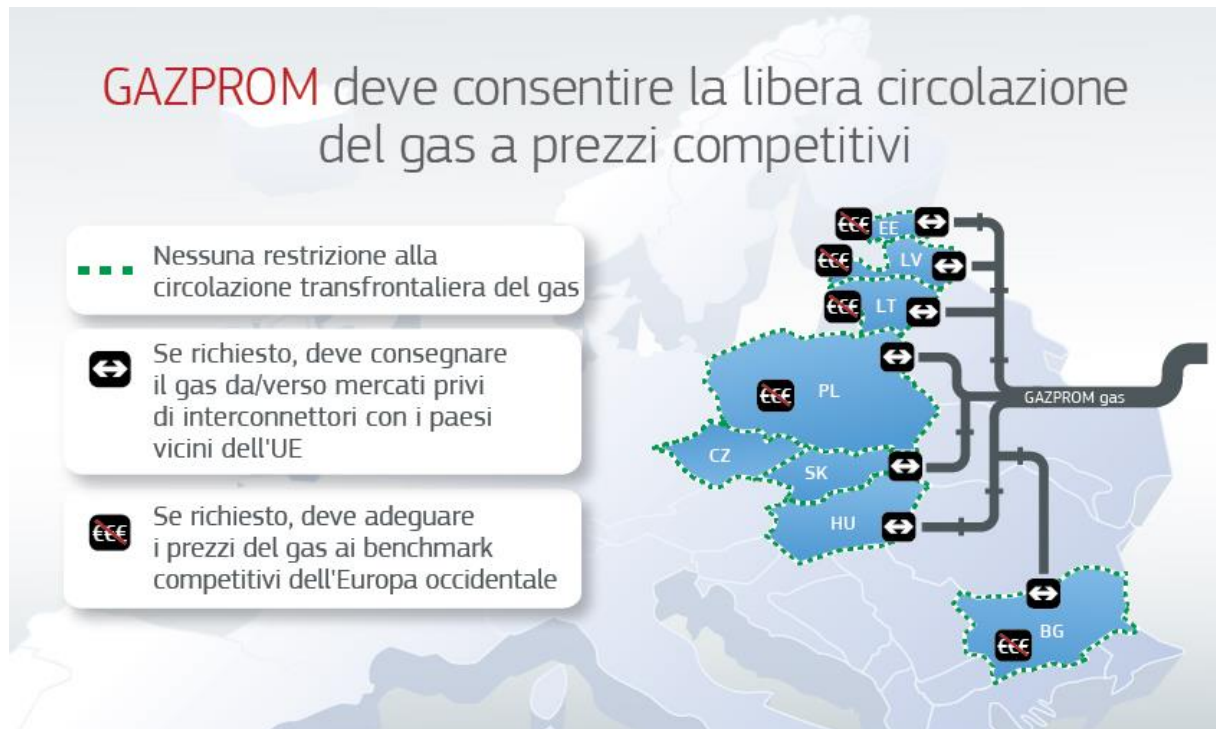 GAZPROM deve consentire la libera circolazione
del gas a prezzi competitivi
Nessuna restrizione alla
circolazione transfrontaliera del gas
Se richiesto, deve consegnare
il gas da/verso mercati privi
di interconnettori con i paesi
vicini dell'UE
€€€
Se richiesto, deve adeguare
i prezzi del gas ai benchmark
competitivi dell'Europa occidentale
€€€
EE
€€€
LV
€€€
LT
€€€
PL
GAZPROM gas
CZ
SK
HU
€€€
BG